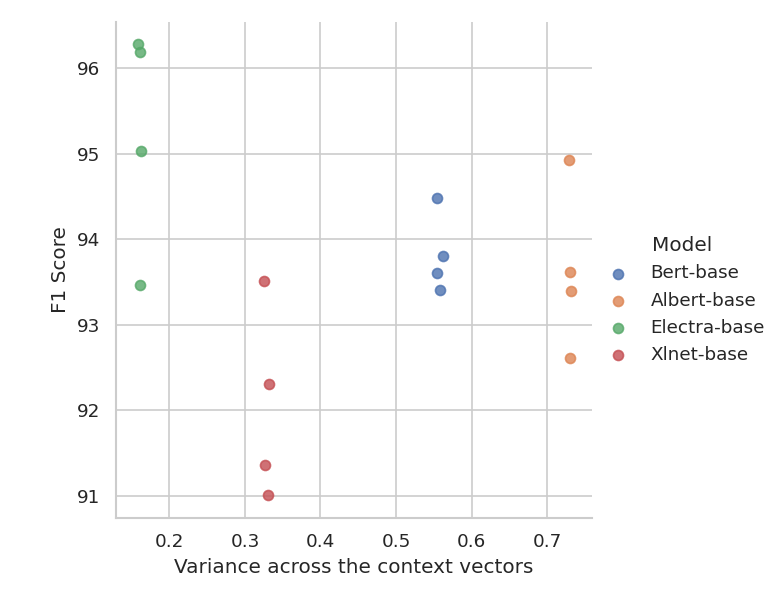 96
95
94
93
92
91
F1 Score
0.2 0.3 0.4 0.5 0.6 0.7
Variance across the context vectors
Model
Bert-base
Albert-base
Electra-base
Xlnet-base